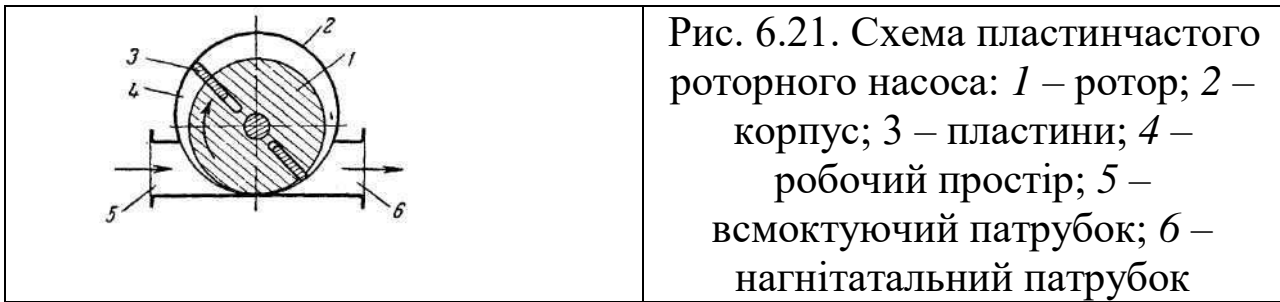 3
2
1
4
5
6
Рис. 6.21. Схема пластинчастого
роторного насоса: 1 – ротор; 2 –
корпус; 3 – пластини; 4 –
робочий простір; 5 –
всмоктуючий патрубок; 6 –
нагнітатальний патрубок